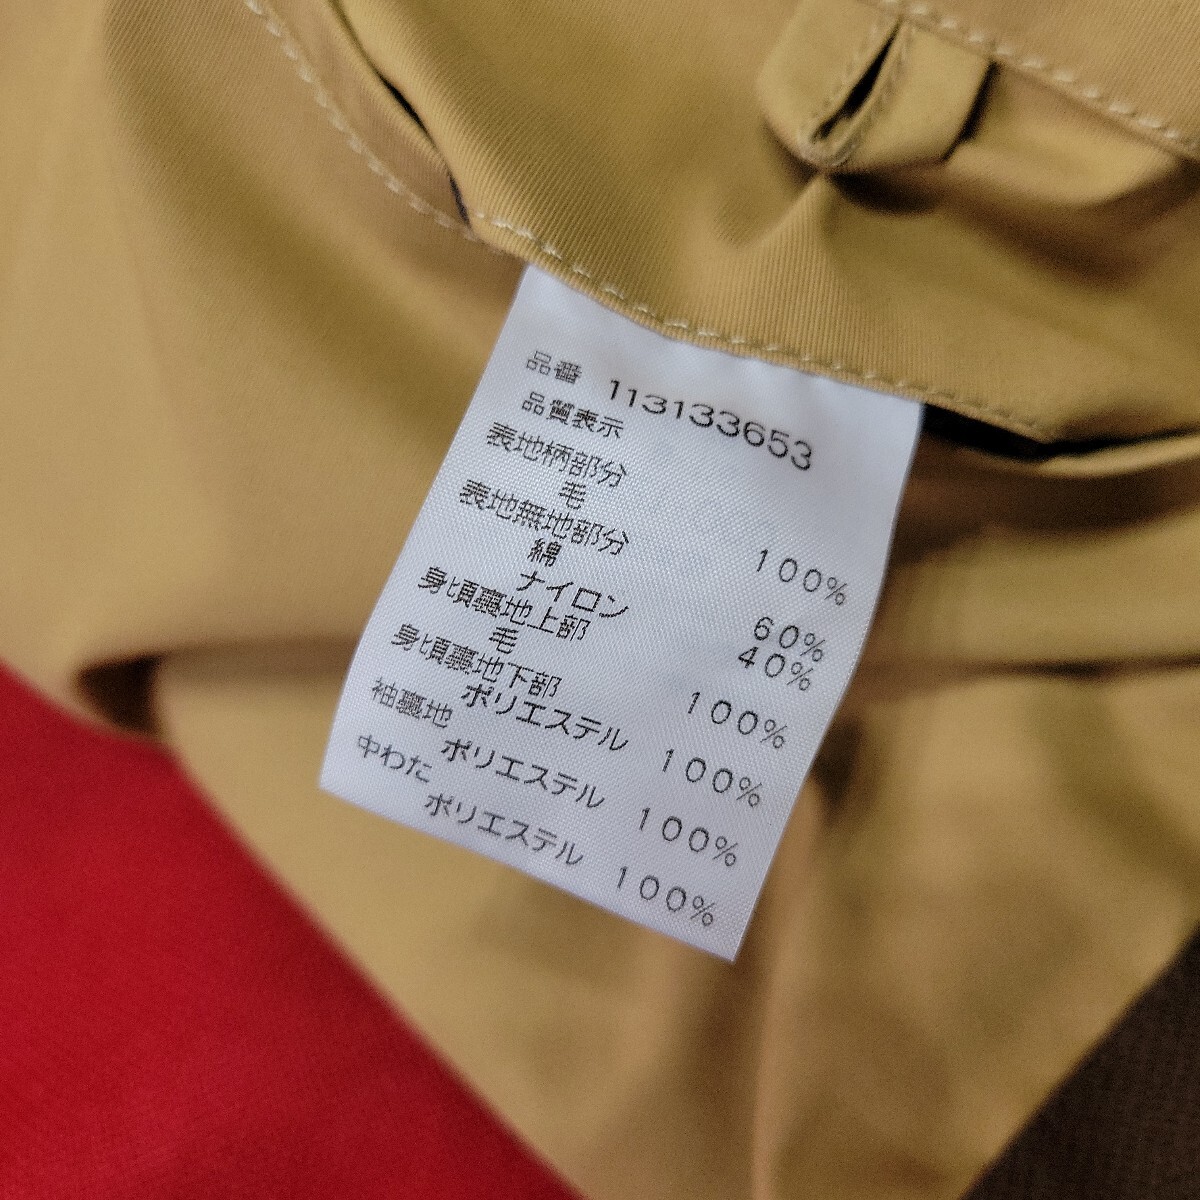 品番 113133653
品質表示
表地柄部分
毛 100%
表地無地部分
綿 60%
ナイロン 40%
身頃裏地上部
毛 100%
身頃裏地下部
ポリエステル 100%
袖裏地
ポリエステル 100%
中わた
ポリエステル 100%